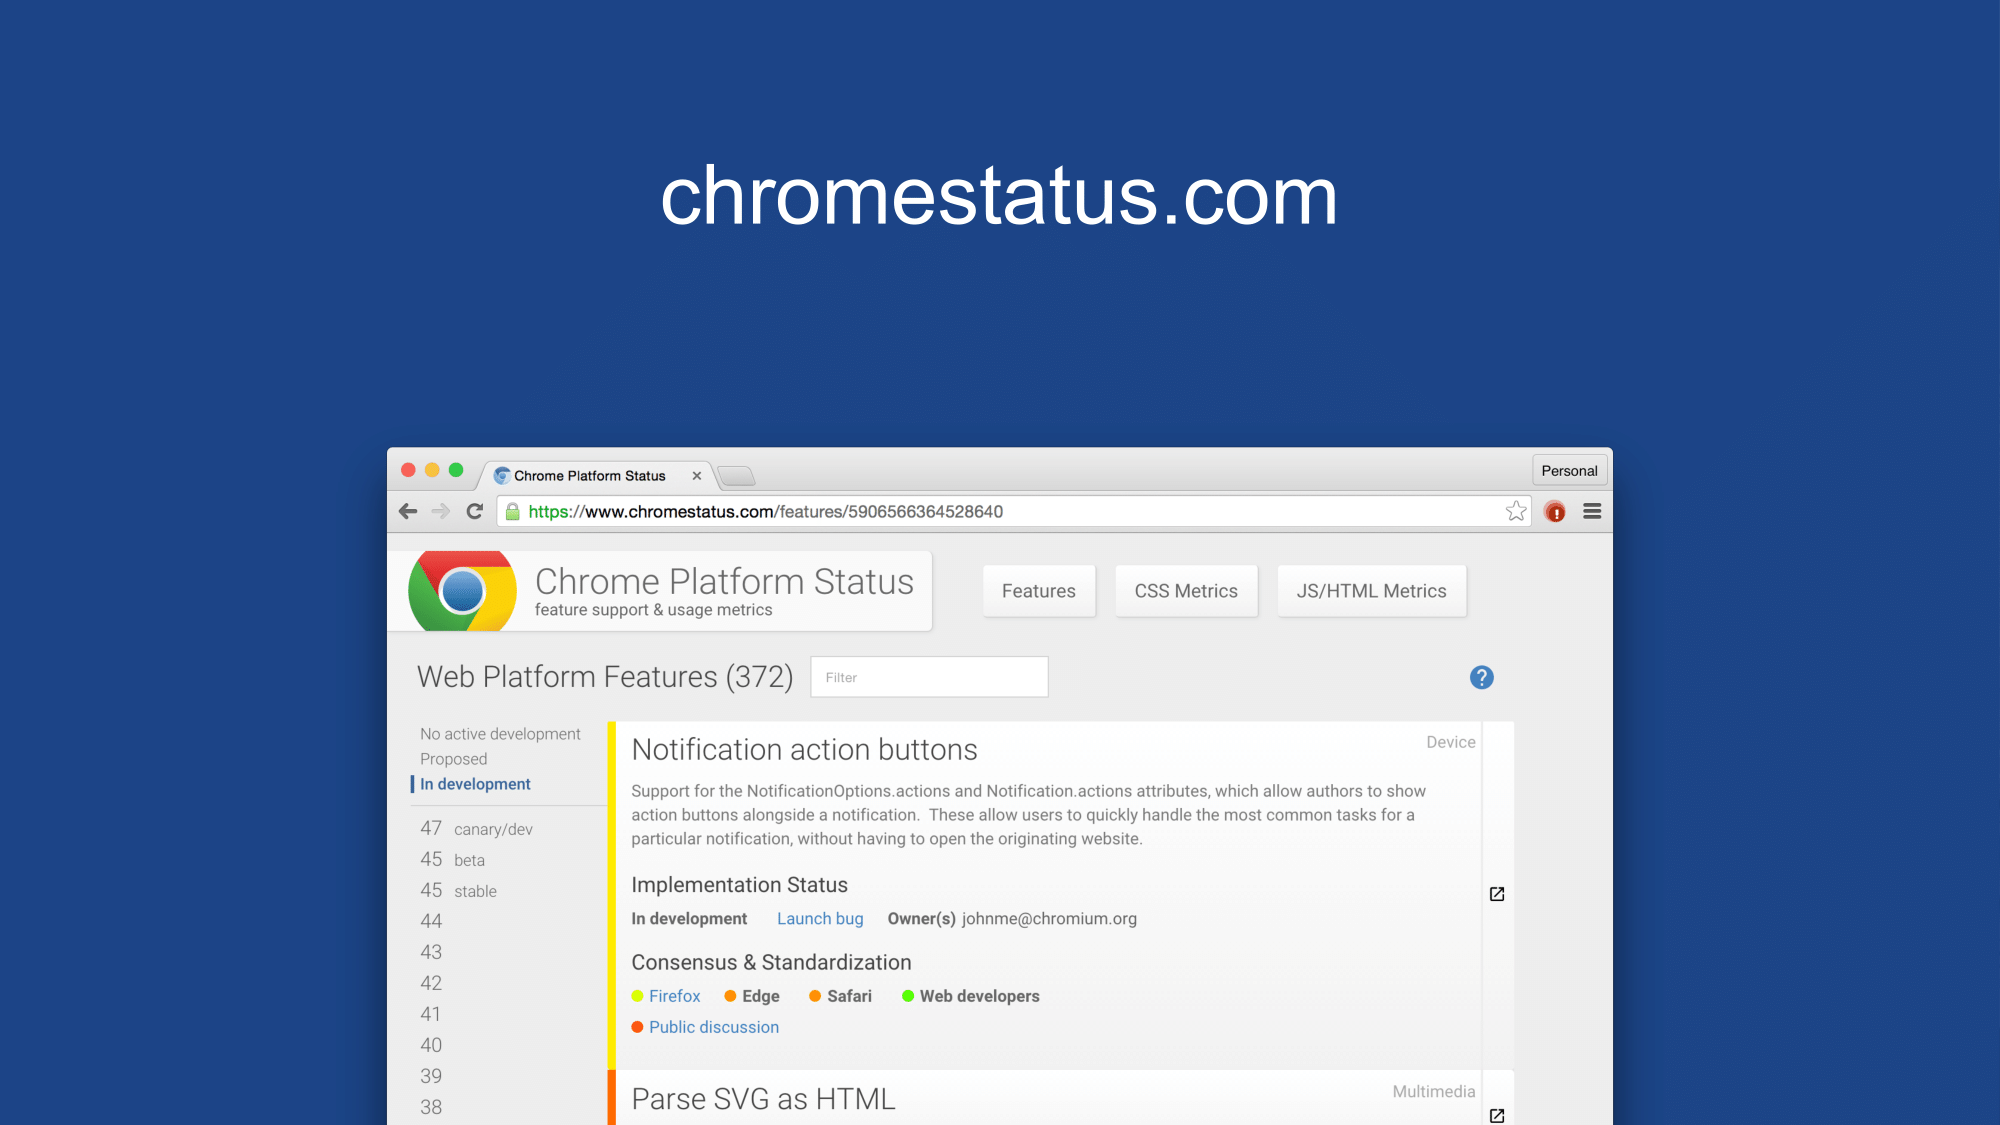 chromestatus.com
Chrome Platform Status
Personal
https://www.chromestatus.com/features/5906566364528640
Chrome Platform Status
feature support & usage metrics
Features
CSS Metrics
JS/HTML Metrics
Web Platform Features (372)
Filter
?
No active development
Proposed
In development
47 canary/dev
45 beta
45 stable
44
43
42
41
40
39
38
Notification action buttons
Device
Support for the NotificationOptions.actions and Notification.actions attributes, which allow authors to show
action buttons alongside a notification.  These allow users to quickly handle the most common tasks for a
particular notification, without having to open the originating website.
Implementation Status
In development Launch bug Owner(s) johnme@chromium.org
Consensus & Standardization
Firefox Edge Safari Web developers
Public discussion
Parse SVG as HTML
Multimedia